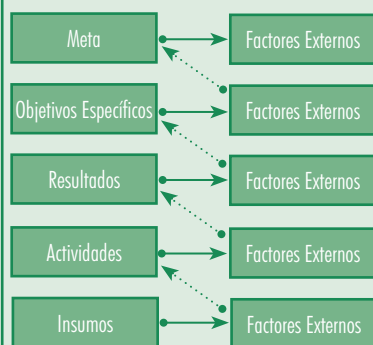 Meta
Factores Externos
Objetivos Específicos
Factores Externos
Resultados
Factores Externos
Actividades
Factores Externos
Insumos
Factores Externos